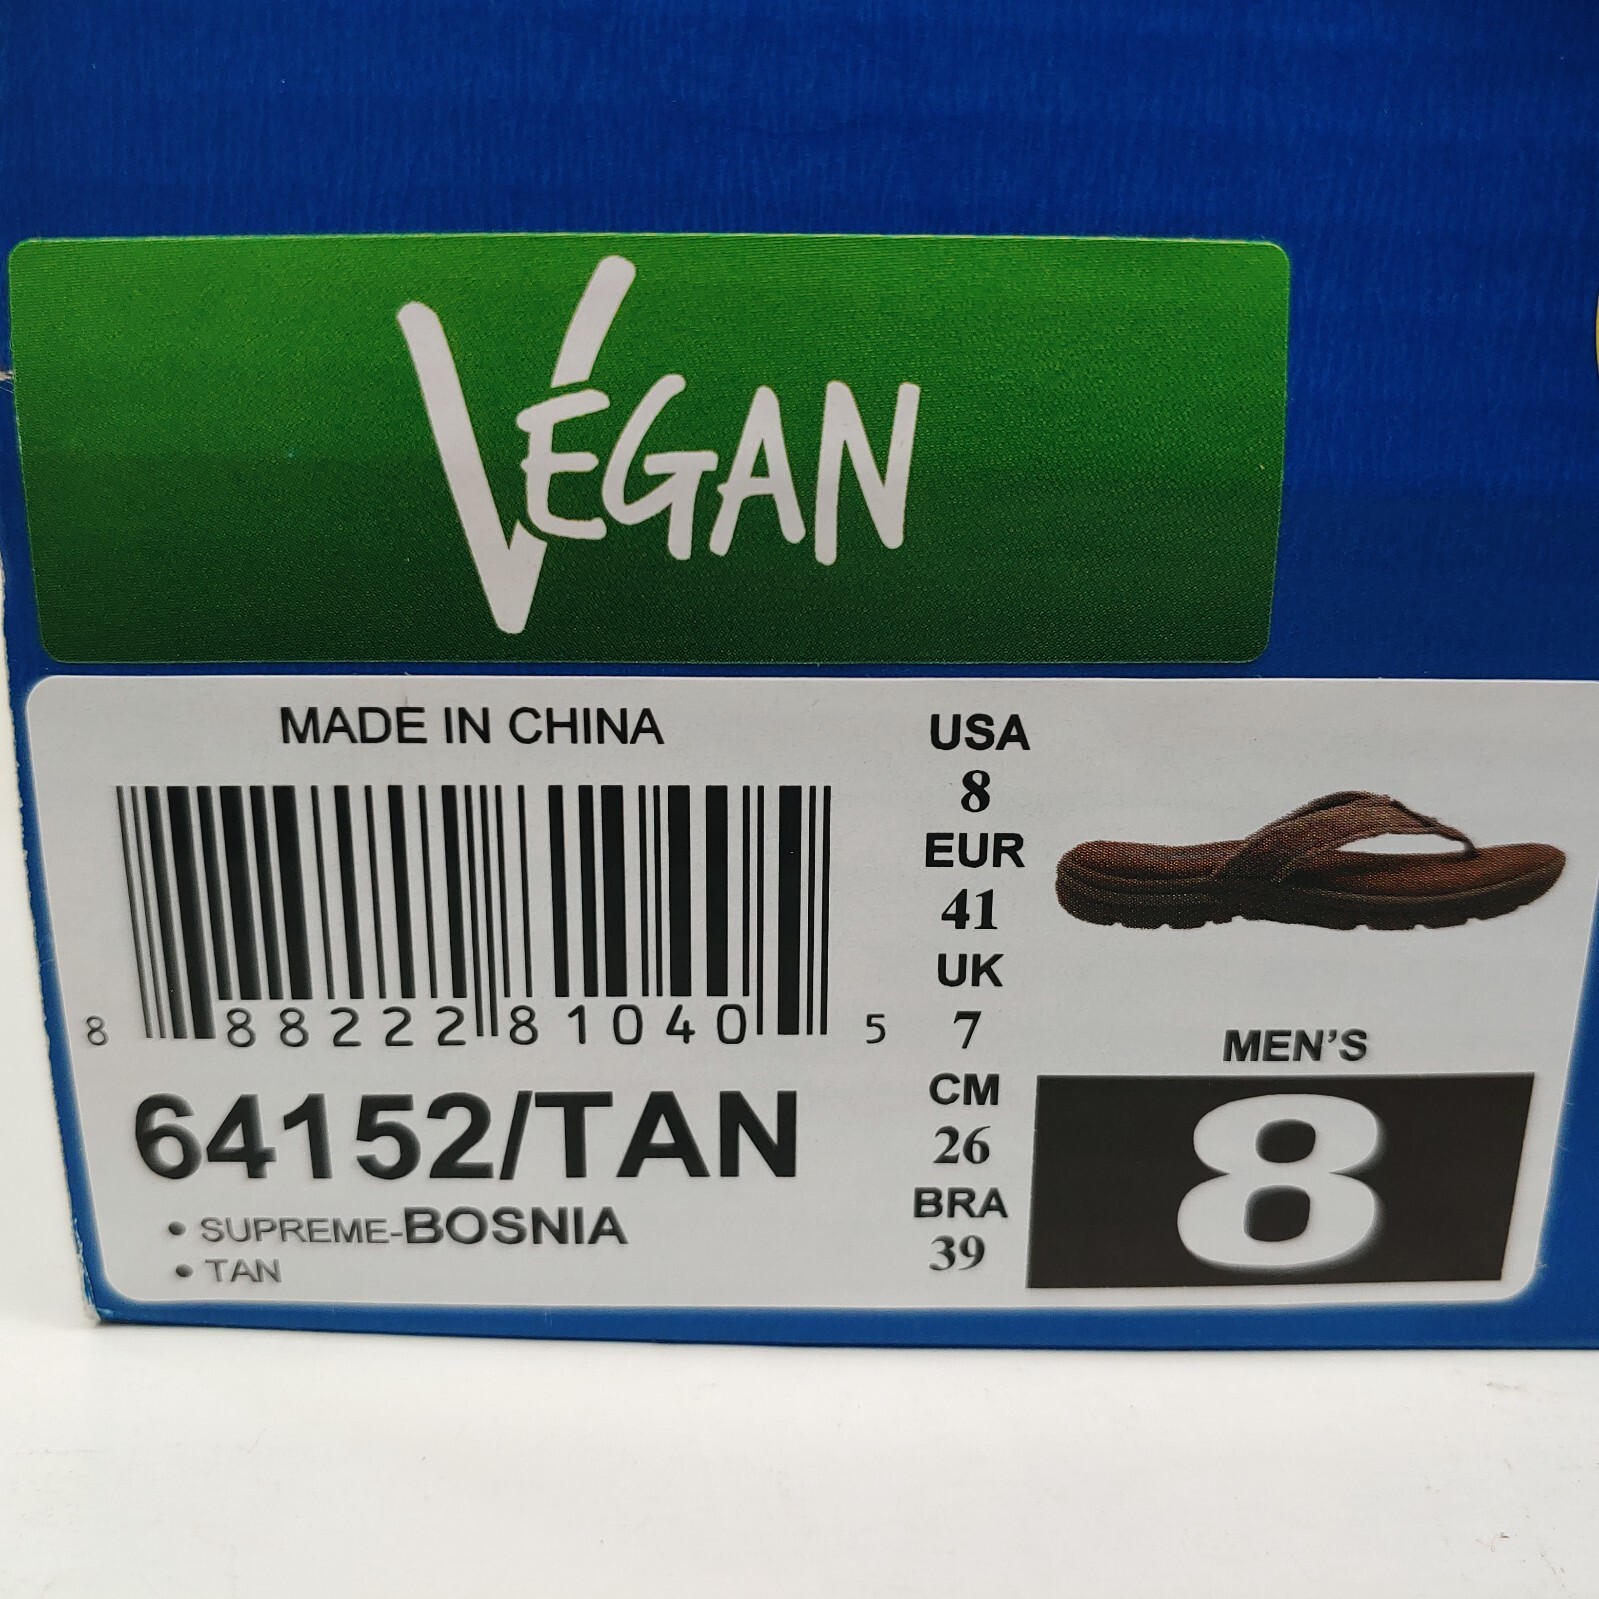 VEGAN
MADE IN CHINA
8 88222 81040 5
64152/TAN
• SUPREME-BOSNIA
• TAN
USA
8
EUR
41
UK
7
CM
26
BRA
39
MEN'S
8